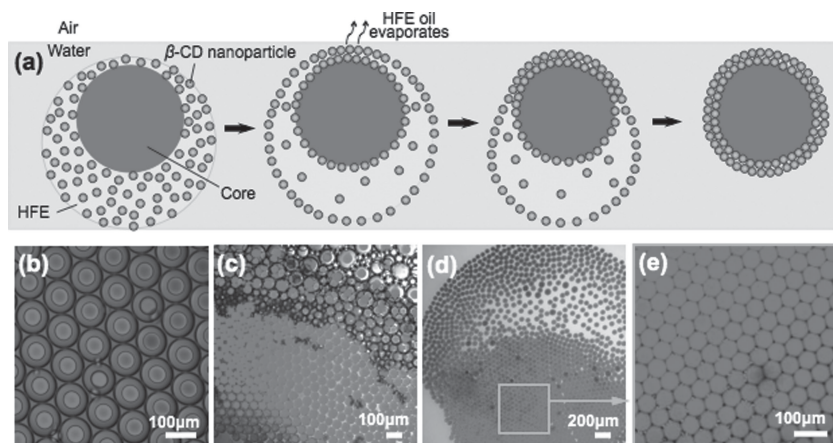 Air
Water
(a)
β-CD nanoparticle
HFE oil
evaporates
Core
HFE
(b)
100μm
(c)
100μm
(d)
200μm
(e)
100μm